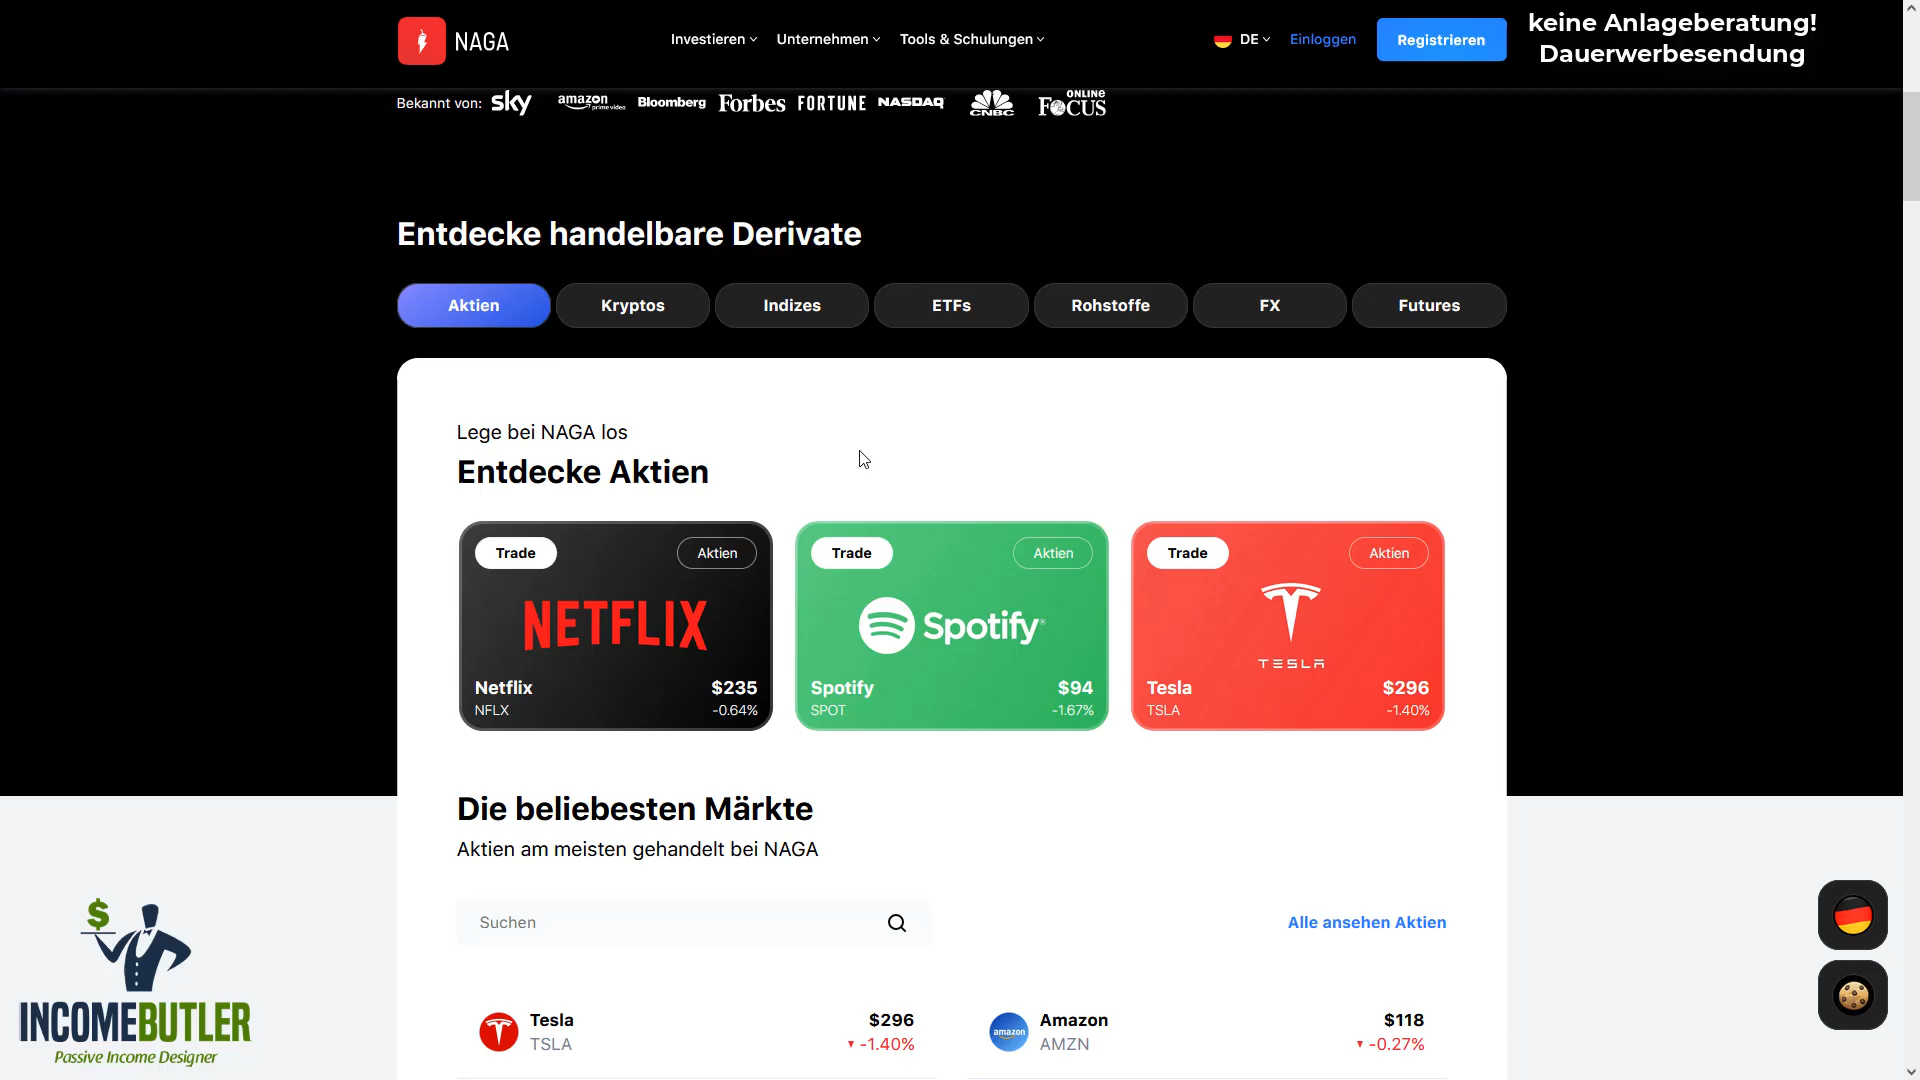 NAGA
Investieren
Unternehmen
Tools & Schulungen
DE
Einloggen
Registrieren
keine Anlageberatung!
Dauerwerbesendung
Bekannt von:
sky
amazon
prime video
Bloomberg
Forbes
FORTUNE
NASDAQ
CNBC
ONLINE
FOCUS
Entdecke handelbare Derivate
Aktien
Kryptos
Indizes
ETFs
Rohstoffe
FX
Futures
Lege bei NAGA los
Entdecke Aktien
Trade
Aktien
NETFLIX
Netflix
$235
NFLX
-0.64%
Trade
Aktien
Spotify®
Spotify
$94
SPOT
-1.67%
Trade
Aktien
TESLA
Tesla
$296
TSLA
-1.40%
Die beliebesten Märkte
Aktien am meisten gehandelt bei NAGA
Suchen
Alle ansehen Aktien
Tesla
$296
TSLA
-1.40%
amazon
Amazon
$118
AMZN
-0.27%
$
INCOMEBUTLER
Passive Income Designer